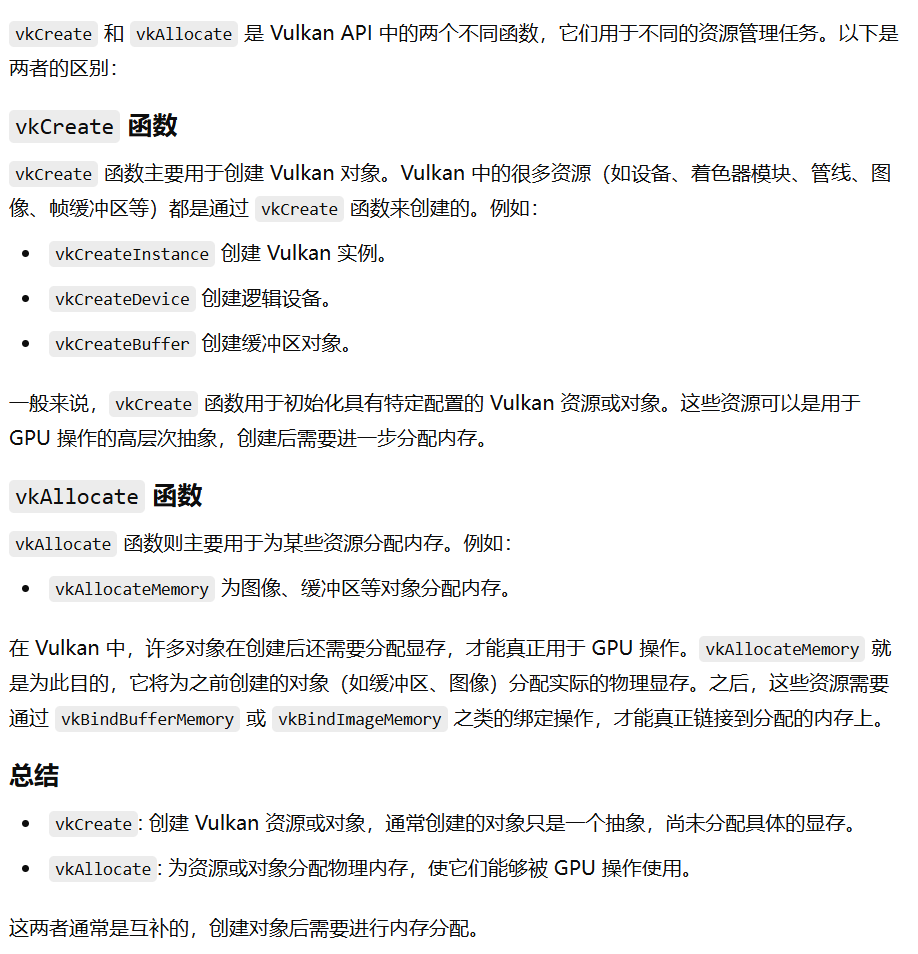 vkCreate 和 vkAllocate 是 Vulkan API 中的两个不同函数，它们用于不同的资源管理任务。以下是
两者的区别：
vkCreate 函数
vkCreate 函数主要用于创建 Vulkan 对象。Vulkan 中的很多资源（如设备、着色器模块、管线、图
像、帧缓冲区等）都是通过 vkCreate 函数来创建的。例如：
• vkCreateInstance 创建 Vulkan 实例。
• vkCreateDevice 创建逻辑设备。
• vkCreateBuffer 创建缓冲区对象。
一般来说，vkCreate 函数用于初始化具有特定配置的 Vulkan 资源或对象。这些资源可以是用于
GPU 操作的高层次抽象，创建后需要进一步分配内存。
vkAllocate 函数
vkAllocate 函数则主要用于为某些资源分配内存。例如：
• vkAllocateMemory 为图像、缓冲区等对象分配内存。
在 Vulkan 中，许多对象在创建后还需要分配显存，才能真正用于 GPU 操作。vkAllocateMemory 就
是为此目的，它将为之前创建的对象（如缓冲区、图像）分配实际的物理显存。之后，这些资源需要
通过 vkBindBufferMemory 或 vkBindImageMemory 之类的绑定操作，才能真正链接到分配的内存上。
总结
• vkCreate: 创建 Vulkan 资源或对象，通常创建的对象只是一个抽象，尚未分配具体的显存。
• vkAllocate: 为资源或对象分配物理内存，使它们能够被 GPU 操作使用。
这两者通常是互补的，创建对象后需要进行内存分配。